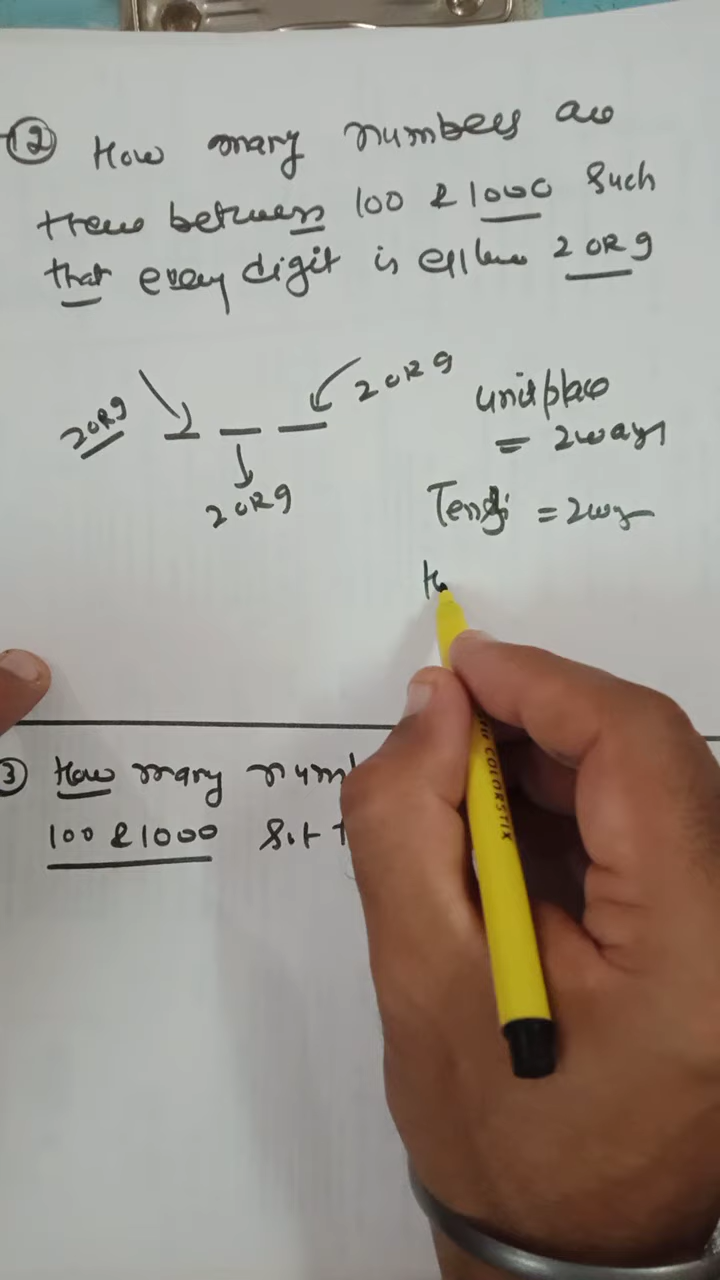 ② How many numbers are
there between 100 & 1000 Such
that every digit is either 2 OR 9
2 OR 9
2 OR 9
2 OR 9
unit place
= 2 ways
Ten's = 2 ways
③ How many num
100 & 1000 S.t t
COLORSTIX